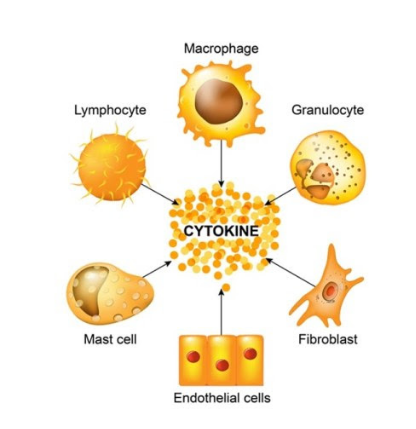 Macrophage
Lymphocyte
Granulocyte
CYTOKINE
Mast cell
Fibroblast
Endothelial cells